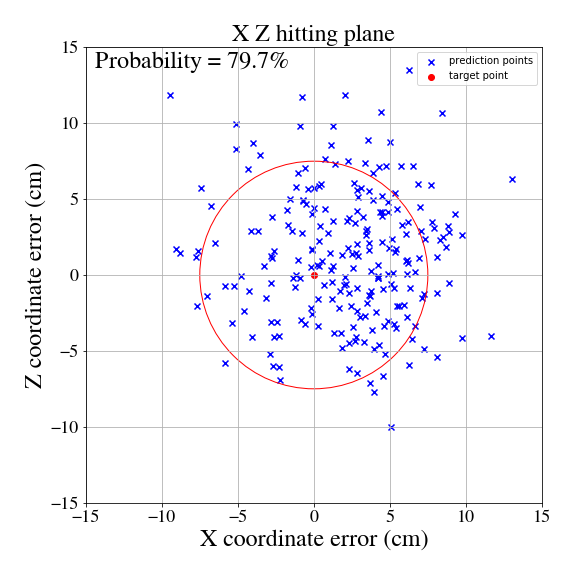 X Z hitting plane
Probability = 79.7%
prediction points
target point
15
10
5
0
−5
−10
−15
Z coordinate error (cm)
−15 −10 −5 0 5 10 15
X coordinate error (cm)